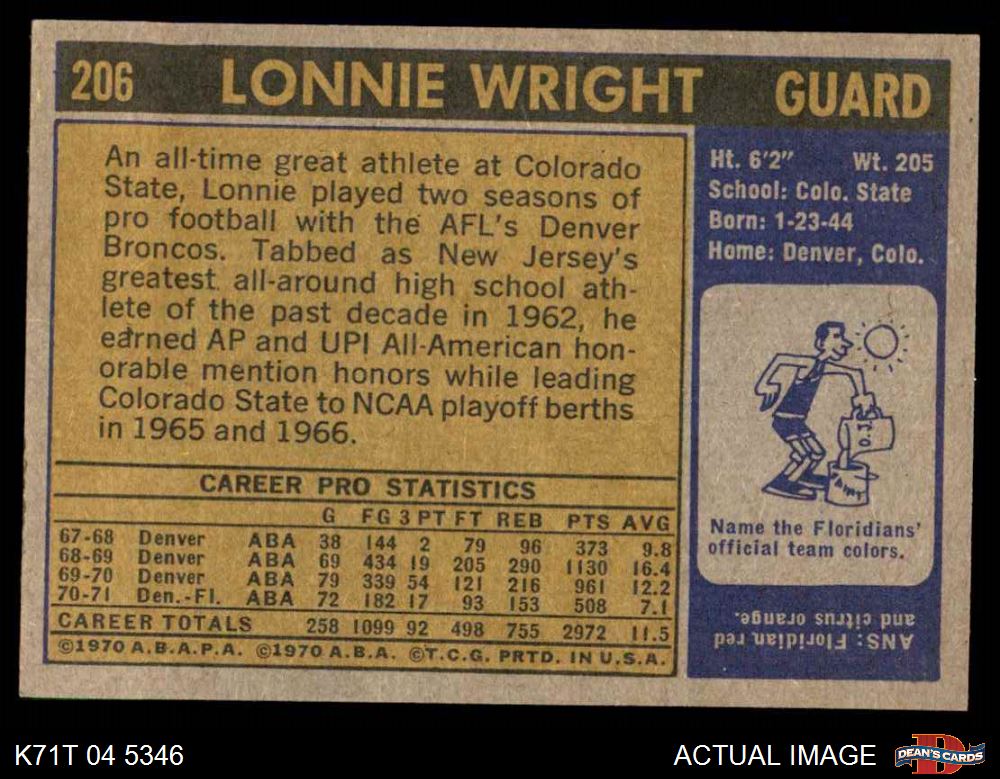 206 LONNIE WRIGHT GUARD
An all-time great athlete at Colorado
State, Lonnie played two seasons of
pro football with the AFL's Denver
Broncos. Tabbed as New Jersey's
greatest all-around high school ath-
lete of the past decade in 1962, he
earned AP and UPI All-American hon-
orable mention honors while leading
Colorado State to NCAA playoff berths
in 1965 and 1966.
CAREER PRO STATISTICS
G FG 3 PT FT REB PTS AVG
67-68 Denver ABA 38 144 2 79 96 373 9.8
68-69 Denver ABA 69 434 19 205 290 1130 16.4
69-70 Denver ABA 79 339 54 121 216 961 12.2
70-71 Den.-Fl. ABA 72 182 17 93 153 508 7.1
CAREER TOTALS 258 1099 92 498 755 2972 11.5
©1970 A.B.A.P.A. ©1970 A.B.A. ©T.C.G. PRTD. IN U.S.A.
Ht. 6'2" Wt. 205
School: Colo. State
Born: 1-23-44
Home: Denver, Colo.
O.J.
PAINT
Name the Floridians'
official team colors.
ANS: Floridian red
and citrus orange.
K71T 04 5346 ACTUAL IMAGE DEAN'S CARDS